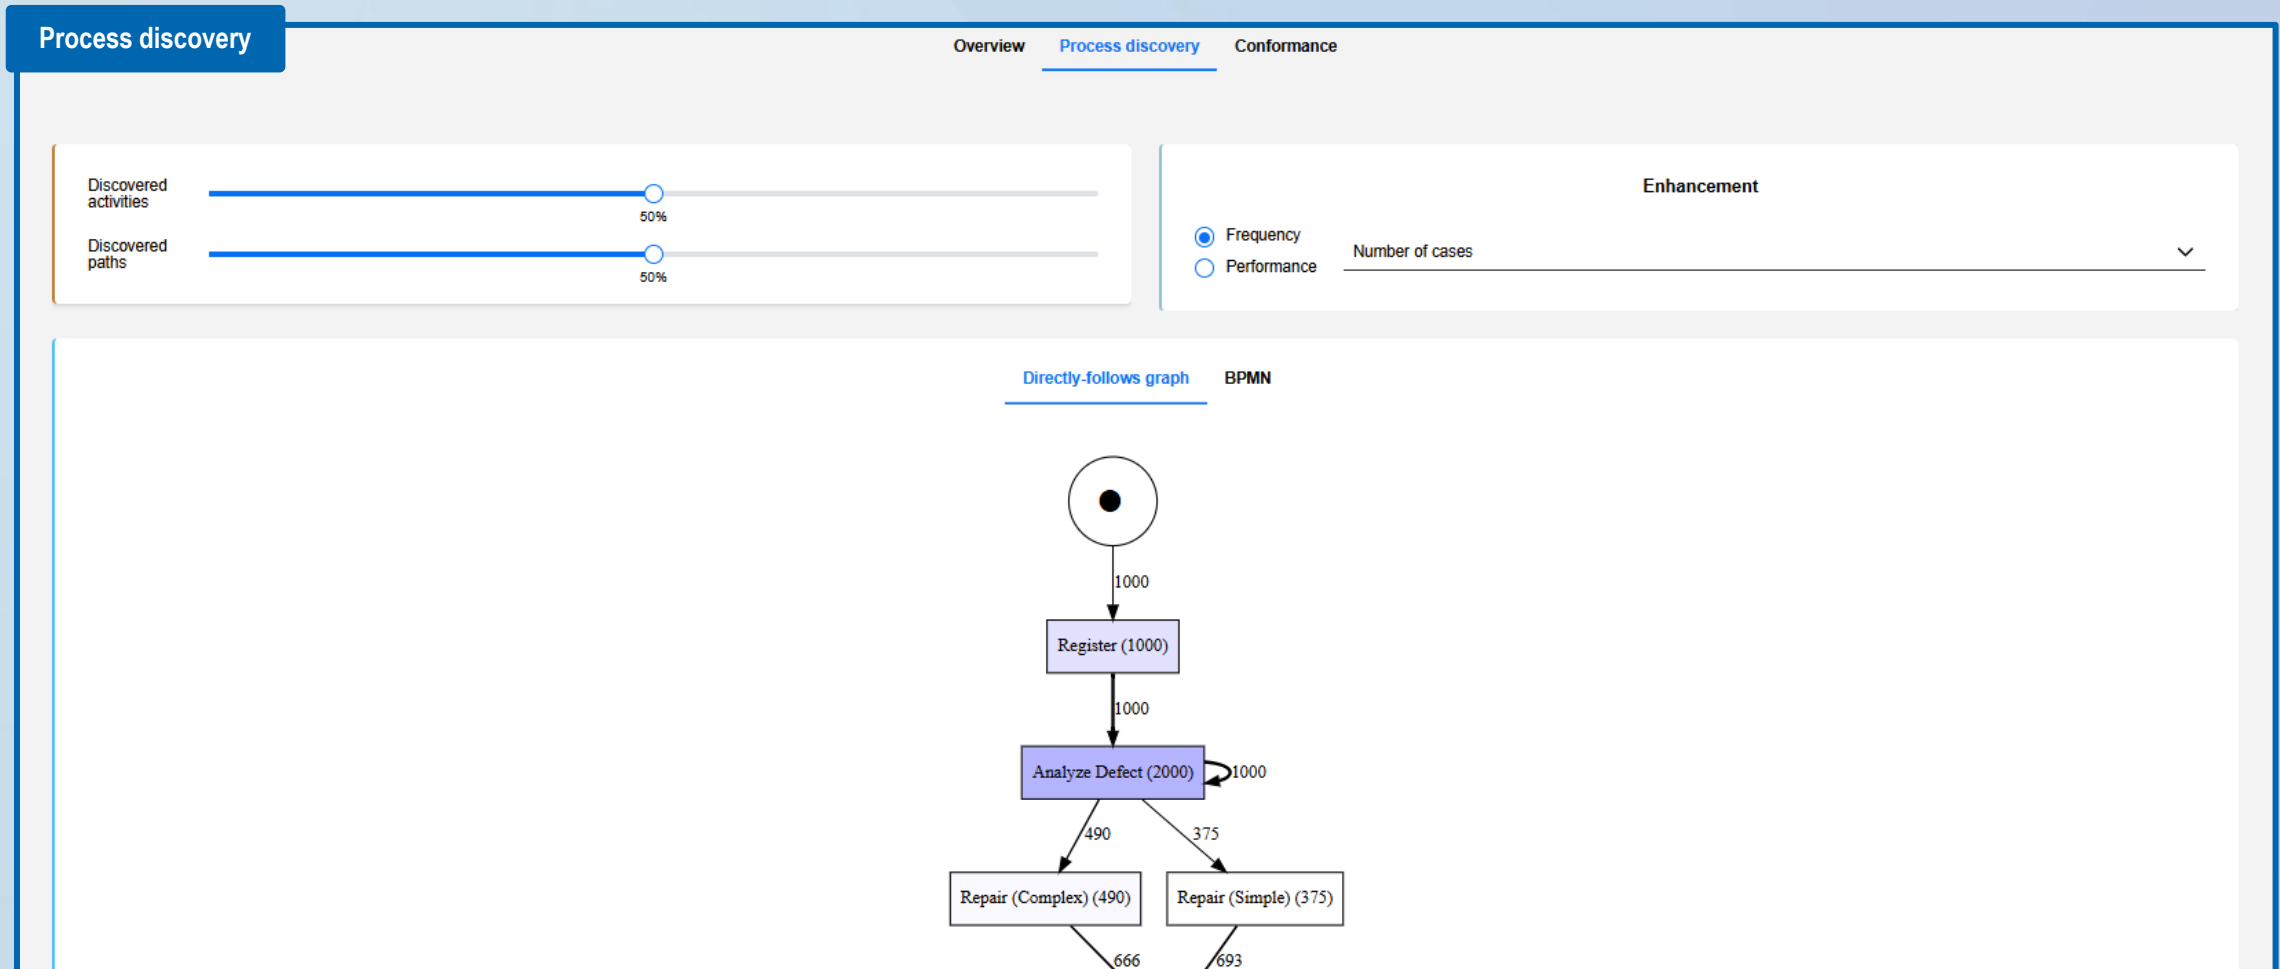 Process discovery
Overview Process discovery Conformance
Discovered
activities
50%
Discovered
paths
50%
Enhancement
Frequency
Performance
Number of cases
Directly-follows graph BPMN
1000
Register (1000)
1000
Analyze Defect (2000) 1000
490 375
Repair (Complex) (490) Repair (Simple) (375)
666 693